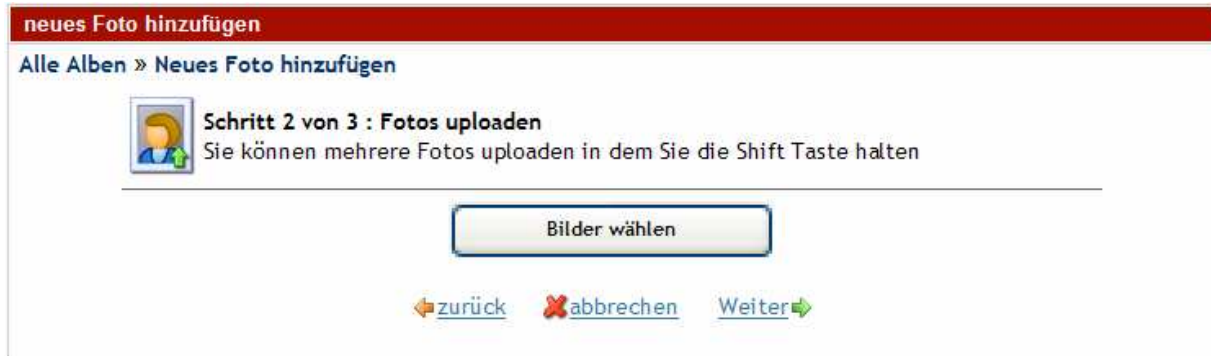 neues Foto hinzufügen
Alle Alben » Neues Foto hinzufügen
Schritt 2 von 3 : Fotos uploaden
Sie können mehrere Fotos uploaden in dem Sie die Shift Taste halten
Bilder wählen
zurück abbrechen Weiter